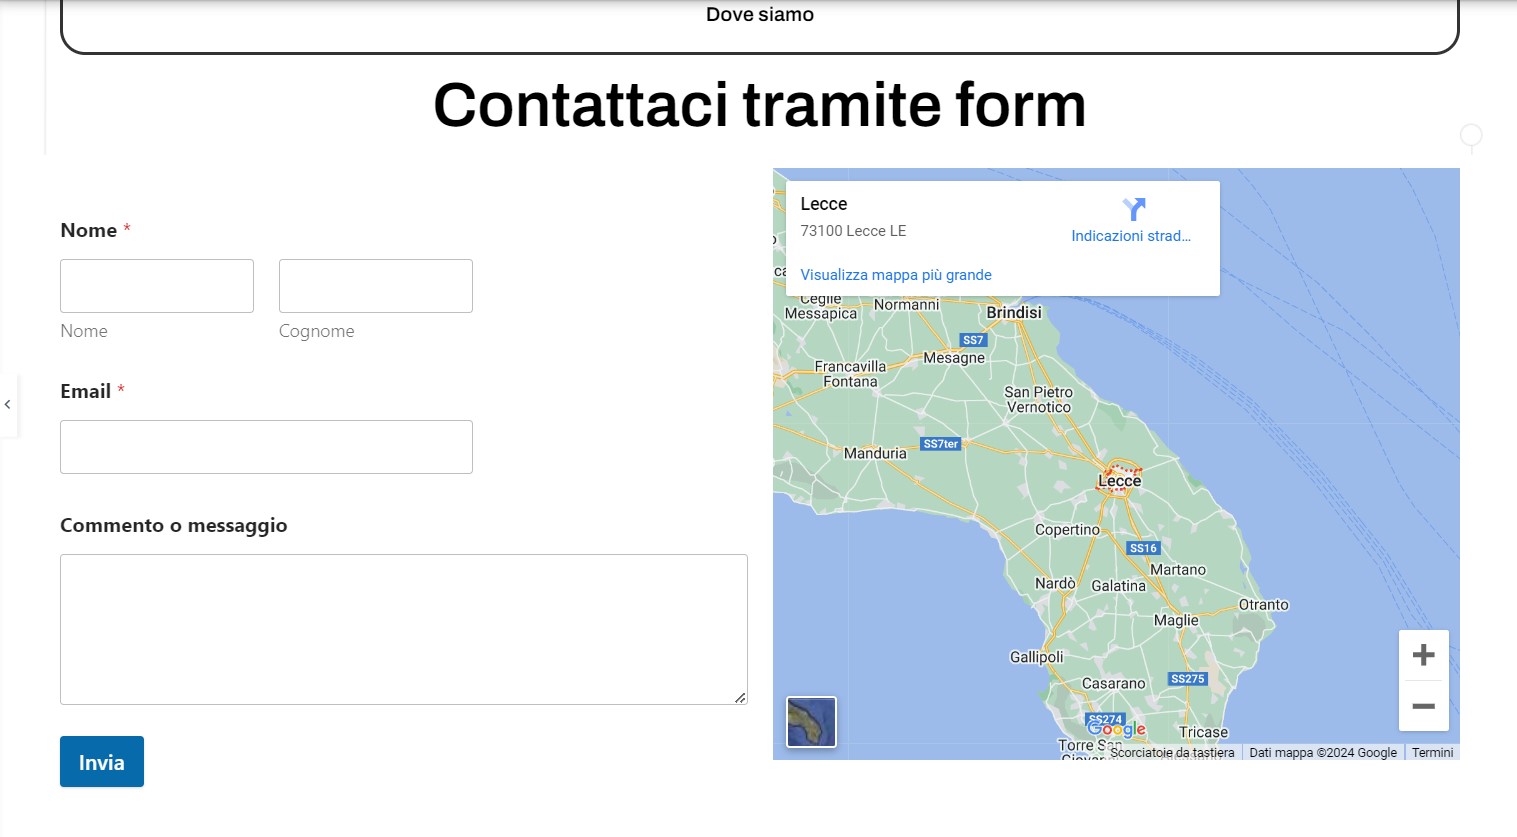 Dove siamo
Contattaci tramite form
Nome *
Nome
Cognome
Email *
Commento o messaggio
Invia
Lecce
73100 Lecce LE
Indicazioni strad...
Visualizza mappa più grande
Ceglie
Messapica
Normanni
Brindisi
SS7
Mesagne
Francavilla
Fontana
San Pietro
Vernotico
SS7ter
Manduria
Lecce
Copertino
SS16
Martano
Nardò
Galatina
Otranto
Maglie
Gallipoli
Casarano
SS275
SS274
Google
Tricase
Torre San
Scorciatoie da tastiera
Dati mappa ©2024 Google
Termini